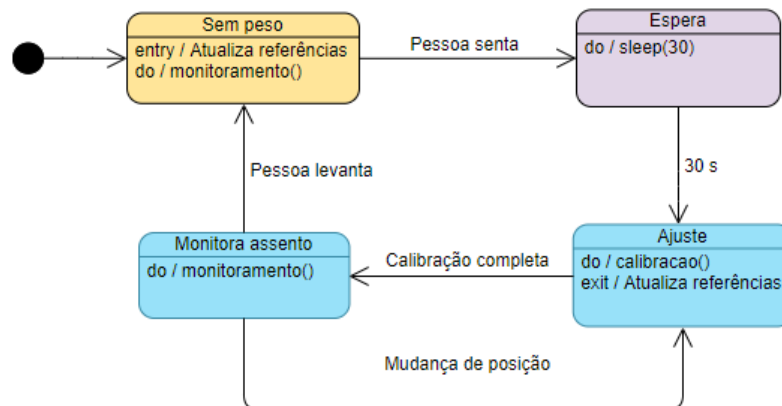 Sem peso
entry / Atualiza referências
do / monitoramento()
Pessoa senta
Espera
do / sleep(30)
30 s
Pessoa levanta
Monitora assento
do / monitoramento()
Calibração completa
Ajuste
do / calibracao()
exit / Atualiza referências
Mudança de posição